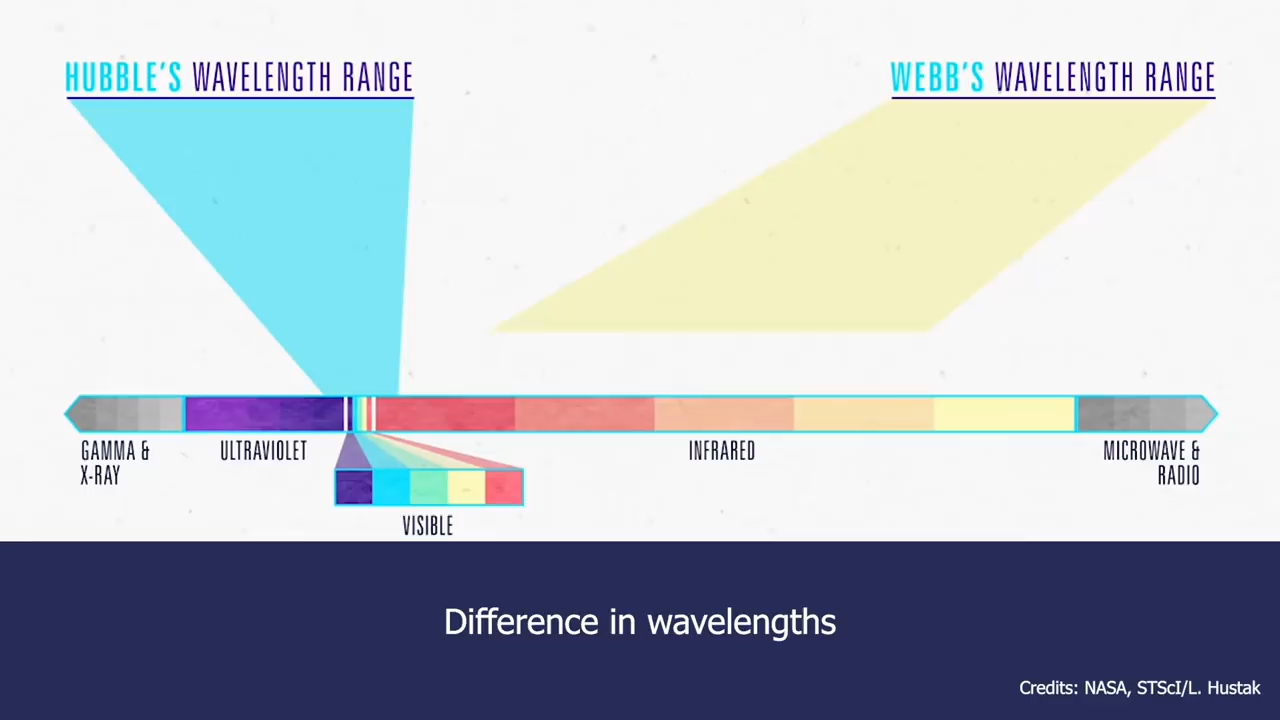 HUBBLE'S WAVELENGTH RANGE
WEBB'S WAVELENGTH RANGE
GAMMA &
X-RAY
ULTRAVIOLET
INFRARED
MICROWAVE &
RADIO
VISIBLE
Difference in wavelengths
Credits: NASA, STScI/L. Hustak